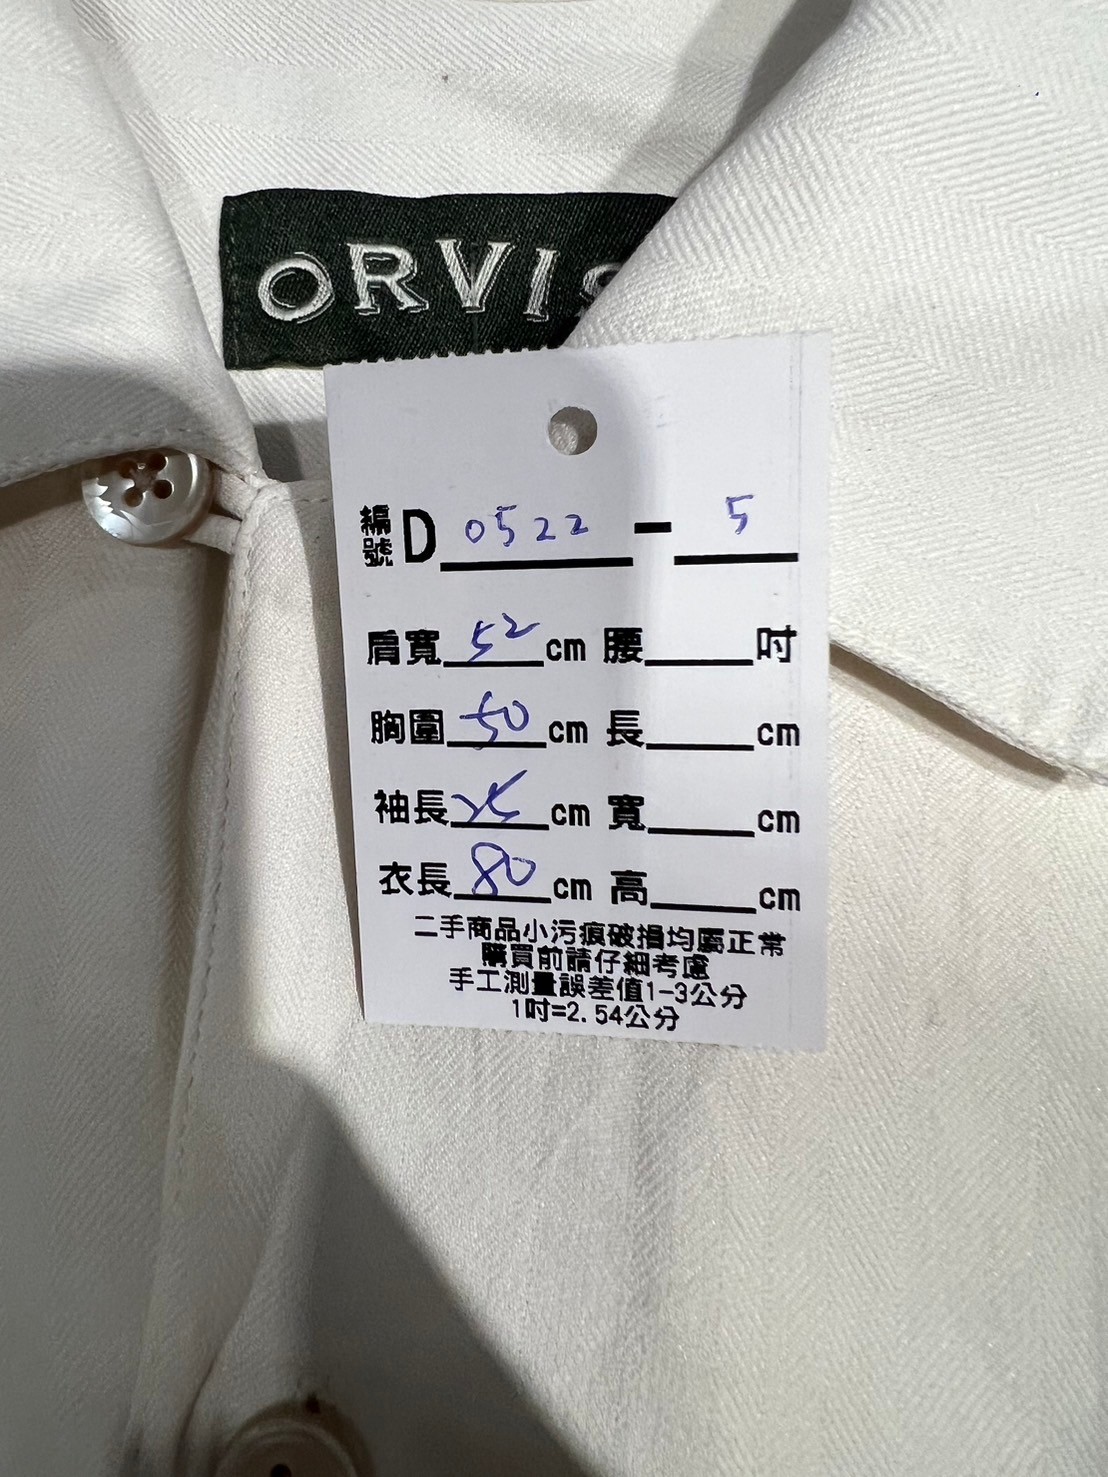 ORVIS
編號D 0522 - 5
肩寬 52 cm 腰 吋
胸圍 50 cm 長 cm
袖長 25 cm 寬 cm
衣長 80 cm 高 cm
二手商品小污痕破損均屬正常
購買前請仔細考慮
手工測量誤差值1-3公分
1吋=2.54公分